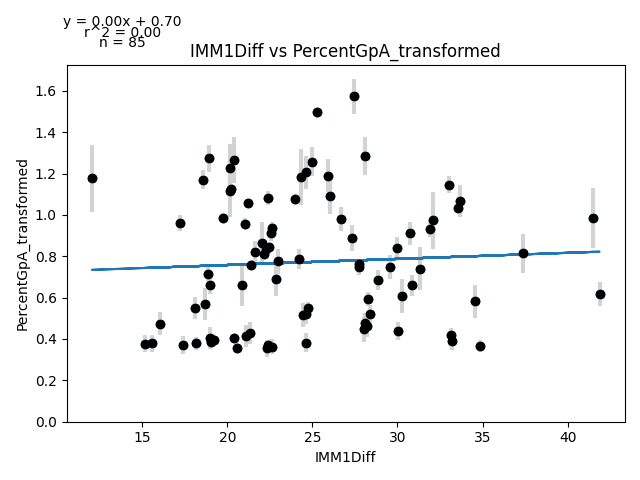 y = 0.00x + 0.70
r^2 = 0.00
n = 85
IMM1Diff vs PercentGpA_transformed
PercentGpA_transformed
1.6
1.4
1.2
1.0
0.8
0.6
0.4
0.2
0.0
15 20 25 30 35 40
IMM1Diff